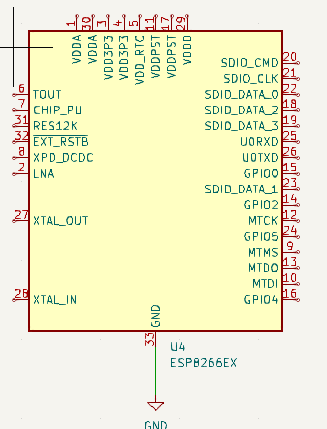 1 30 3 4 5 11 17 29
VDDA VDDA VDD3P3 VDD3P3 VDD_RTC VDDPST VDDPST VDDD
SDIO_CMD 20
SDIO_CLK 21
6 TOUT SDIO_DATA_0 22
7 CHIP_PU SDIO_DATA_2 18
31 RES12K SDIO_DATA_3 19
32 EXT_RSTB U0RXD 25
8 XPD_DCDC U0TXD 26
2 LNA GPIO0 15
SDIO_DATA_1 23
GPIO2 14
27 XTAL_OUT MTCK 12
GPIO5 24
MTMS 9
MTDO 13
MTDI 10
28 XTAL_IN GPIO4 16
GND
33
U4
ESP8266EX
GND